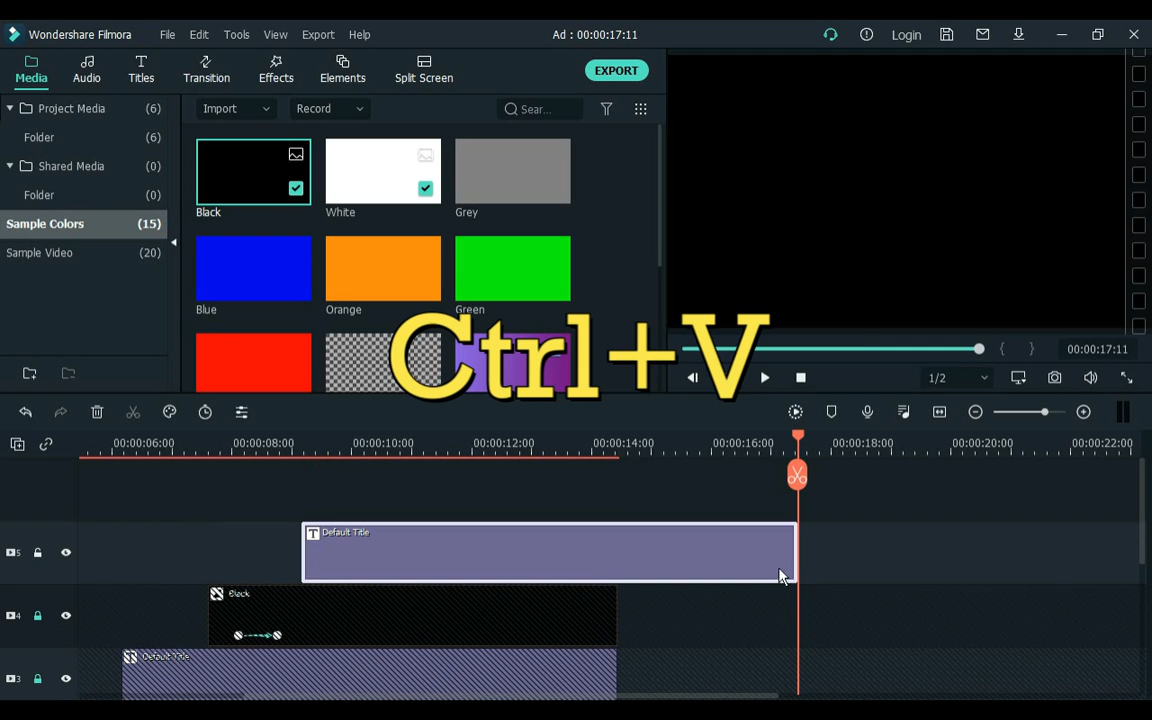 Wondershare Filmora File Edit Tools View Export Help Ad : 00:00:17:11 Login
Media Audio Titles Transition Effects Elements Split Screen EXPORT
Project Media (6)
Folder (6)
Shared Media (0)
Folder (0)
Sample Colors (15)
Sample Video (20)
Import Record Sear...
Black White Grey
Blue Orange Green
Ctrl+V
1/2 00:00:17:11
00:00:06:00 00:00:08:00 00:00:10:00 00:00:12:00 00:00:14:00 00:00:16:00 00:00:18:00 00:00:20:00 00:00:22:00
5 T Default Title
4 Black
3 T Default Title